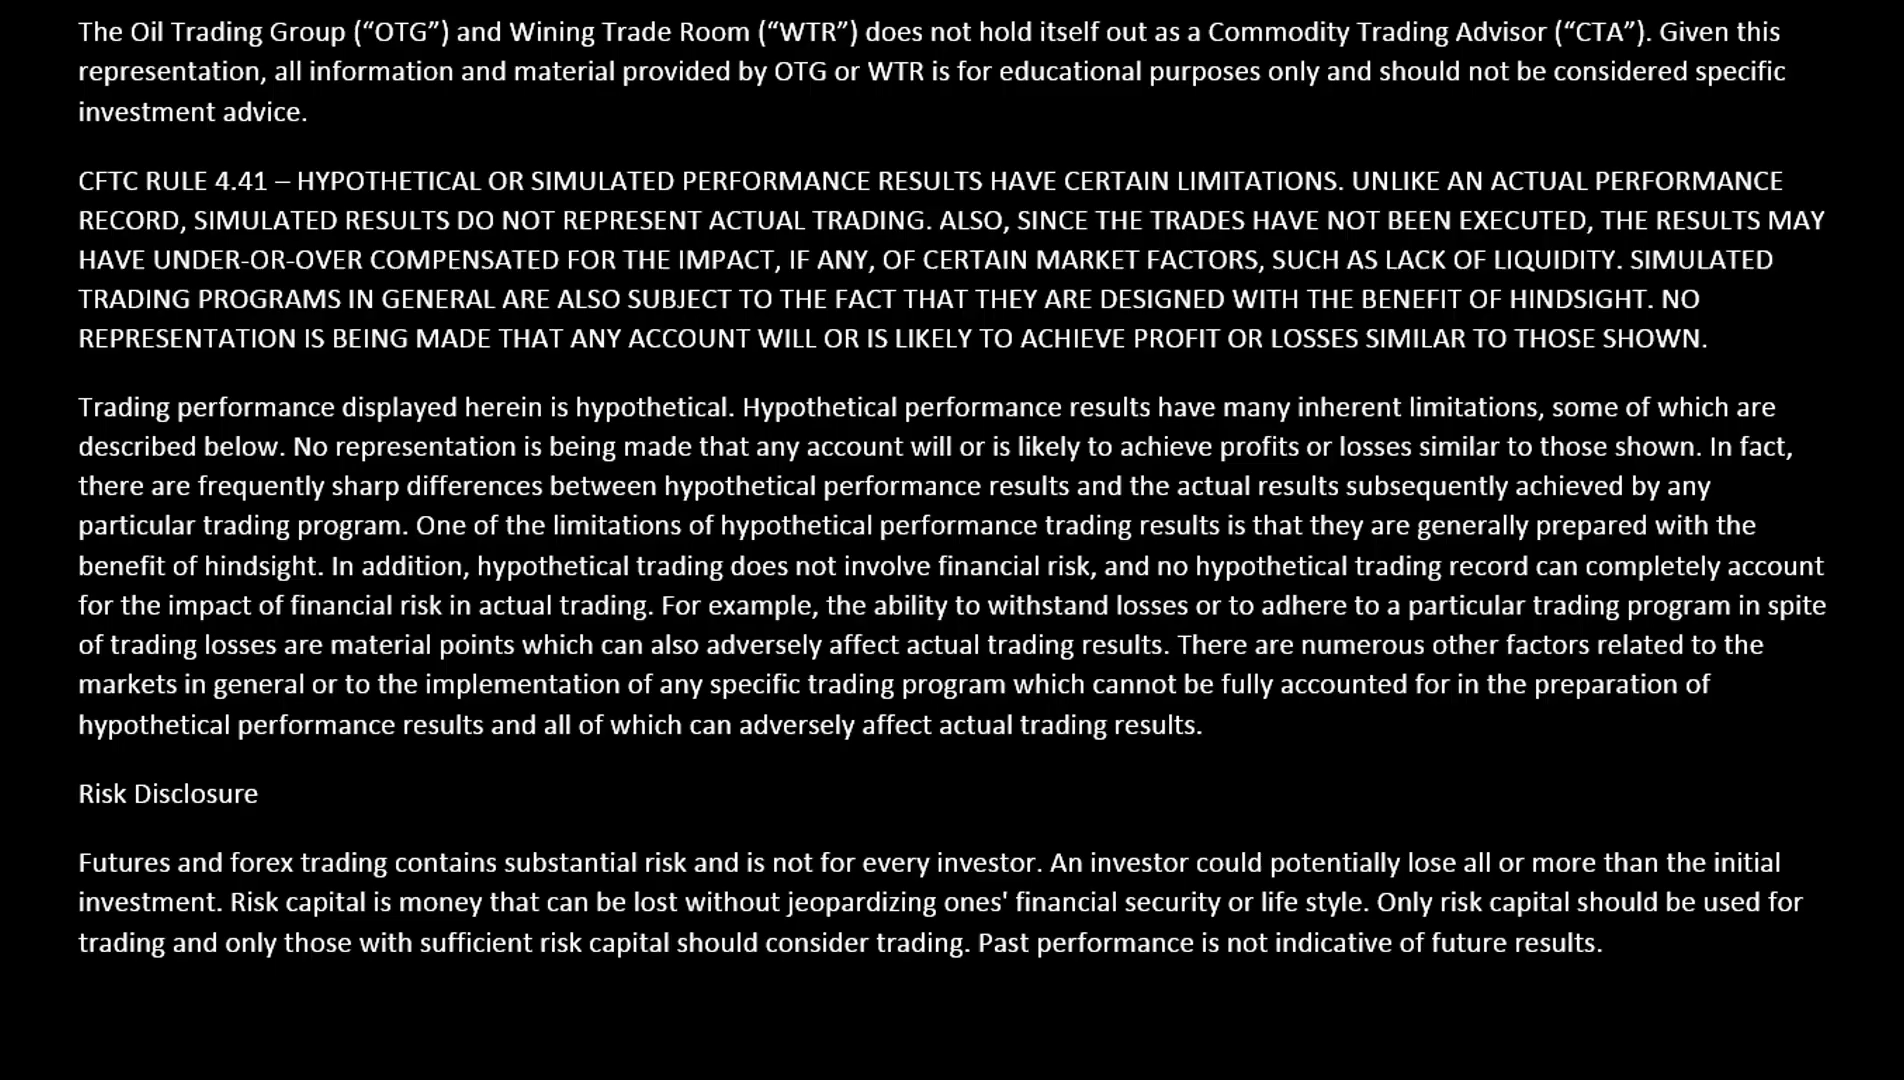 The Oil Trading Group (“OTG”) and Wining Trade Room (“WTR”) does not hold itself out as a Commodity Trading Advisor (“CTA”). Given this
representation, all information and material provided by OTG or WTR is for educational purposes only and should not be considered specific
investment advice.
CFTC RULE 4.41 – HYPOTHETICAL OR SIMULATED PERFORMANCE RESULTS HAVE CERTAIN LIMITATIONS. UNLIKE AN ACTUAL PERFORMANCE
RECORD, SIMULATED RESULTS DO NOT REPRESENT ACTUAL TRADING. ALSO, SINCE THE TRADES HAVE NOT BEEN EXECUTED, THE RESULTS MAY
HAVE UNDER-OR-OVER COMPENSATED FOR THE IMPACT, IF ANY, OF CERTAIN MARKET FACTORS, SUCH AS LACK OF LIQUIDITY. SIMULATED
TRADING PROGRAMS IN GENERAL ARE ALSO SUBJECT TO THE FACT THAT THEY ARE DESIGNED WITH THE BENEFIT OF HINDSIGHT. NO
REPRESENTATION IS BEING MADE THAT ANY ACCOUNT WILL OR IS LIKELY TO ACHIEVE PROFIT OR LOSSES SIMILAR TO THOSE SHOWN.
Trading performance displayed herein is hypothetical. Hypothetical performance results have many inherent limitations, some of which are
described below. No representation is being made that any account will or is likely to achieve profits or losses similar to those shown. In fact,
there are frequently sharp differences between hypothetical performance results and the actual results subsequently achieved by any
particular trading program. One of the limitations of hypothetical performance trading results is that they are generally prepared with the
benefit of hindsight. In addition, hypothetical trading does not involve financial risk, and no hypothetical trading record can completely account
for the impact of financial risk in actual trading. For example, the ability to withstand losses or to adhere to a particular trading program in spite
of trading losses are material points which can also adversely affect actual trading results. There are numerous other factors related to the
markets in general or to the implementation of any specific trading program which cannot be fully accounted for in the preparation of
hypothetical performance results and all of which can adversely affect actual trading results.
Risk Disclosure
Futures and forex trading contains substantial risk and is not for every investor. An investor could potentially lose all or more than the initial
investment. Risk capital is money that can be lost without jeopardizing ones' financial security or life style. Only risk capital should be used for
trading and only those with sufficient risk capital should consider trading. Past performance is not indicative of future results.